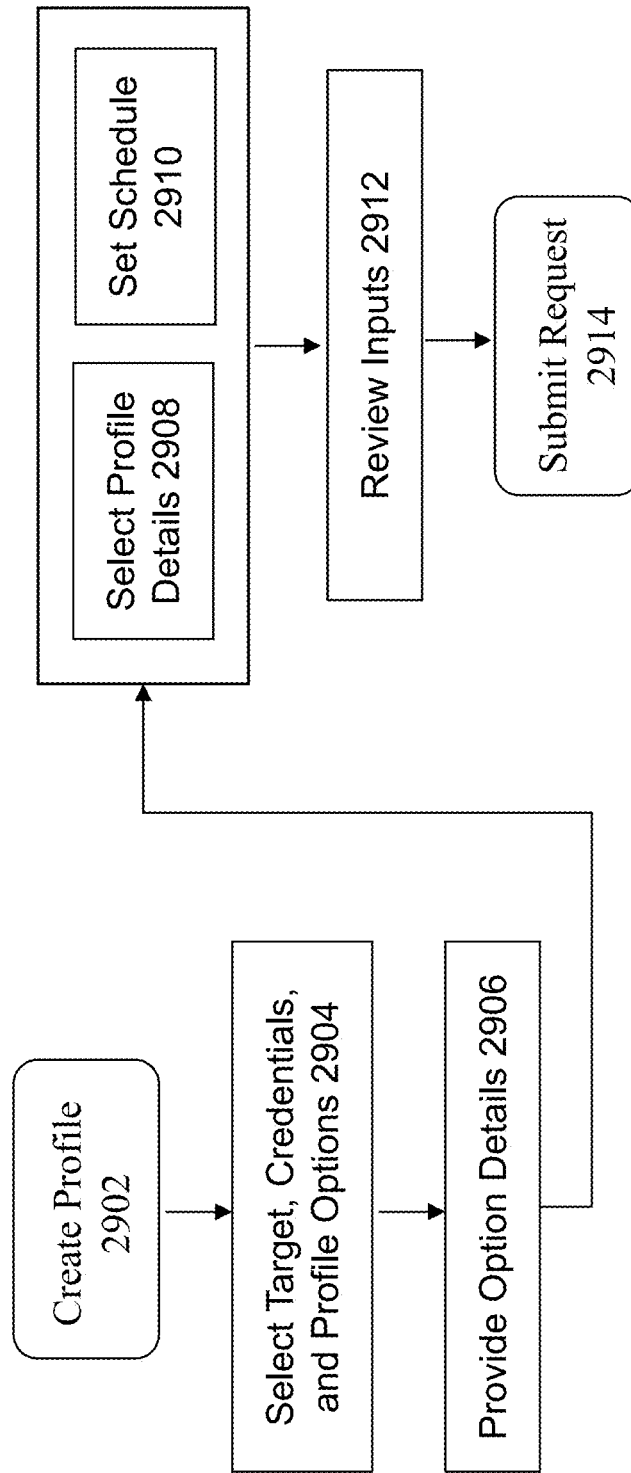 Create Profile
2902
Select Target, Credentials,
and Profile Options 2904
Provide Option Details 2906
Select Profile
Details 2908
Set Schedule
2910
Review Inputs 2912
Submit Request
2914